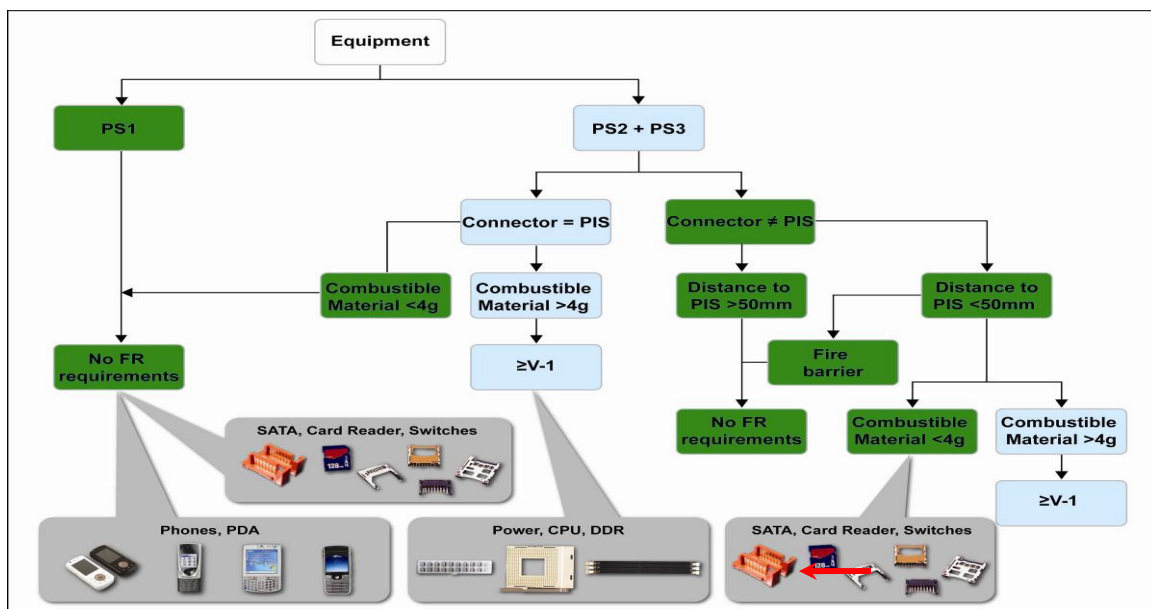 Equipment
PS1
PS2 + PS3
Connector = PIS
Connector ≠ PIS
Combustible
Material <4g
Combustible
Material >4g
Distance to
PIS >50mm
Distance to
PIS <50mm
No FR
requirements
≥V-1
Fire
barrier
No FR
requirements
Combustible
Material <4g
Combustible
Material >4g
≥V-1
SATA, Card Reader, Switches
128
Phones, PDA
Power, CPU, DDR
SATA, Card Reader, Switches
128